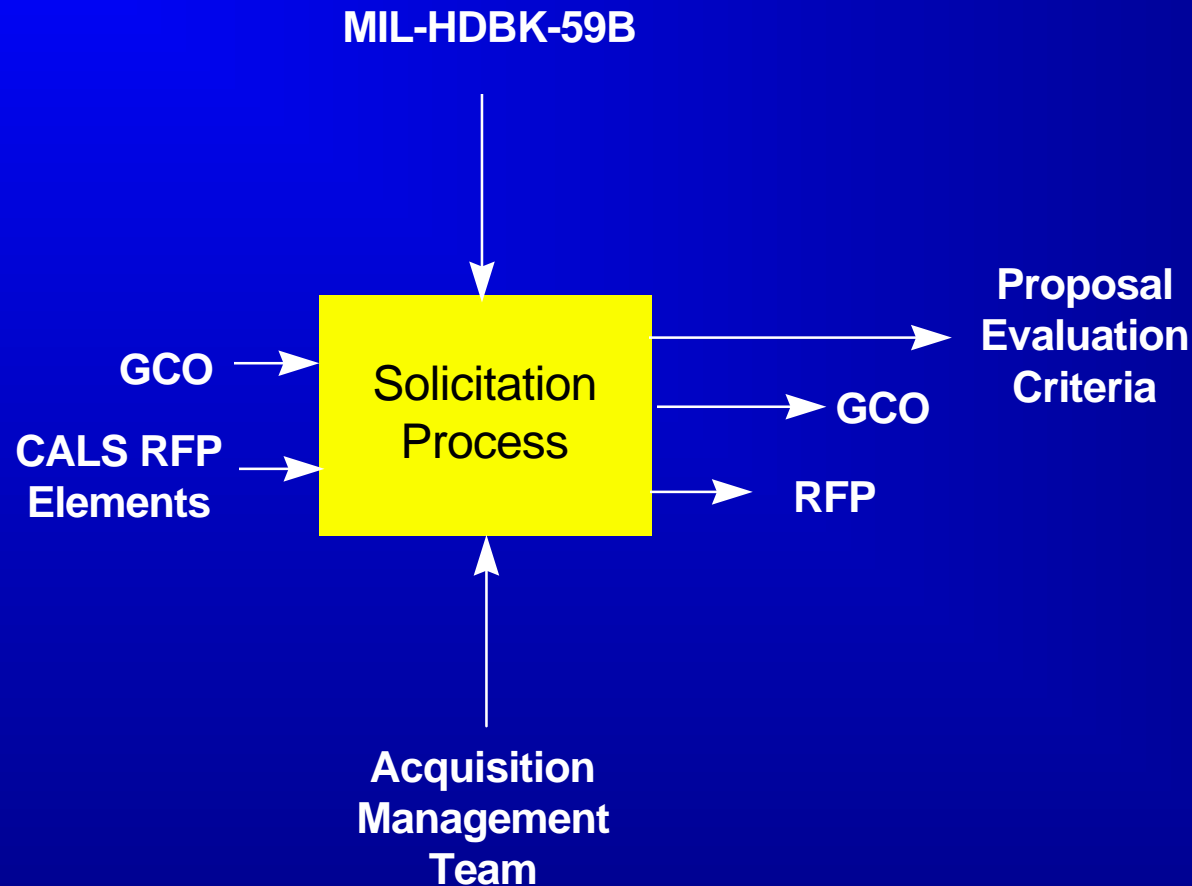 MIL-HDBK-59B
GCO
CALS RFP
Elements
Solicitation
Process
Proposal
Evaluation
Criteria
GCO
RFP
Acquisition
Management
Team